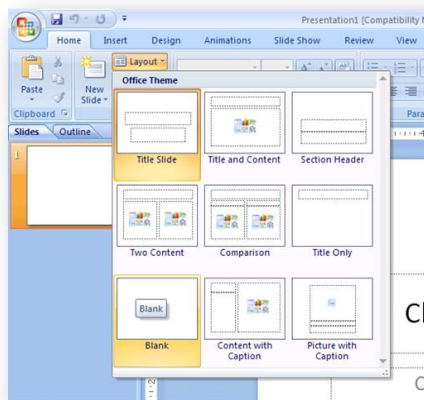 Presentation1 [Compatibility
Home Insert Design Animations Slide Show Review View
Paste
New
Slide
Layout
Clipboard
Para
Slides Outline
1
Office Theme
Title Slide Title and Content Section Header
Two Content Comparison Title Only
Blank
Blank Content with
Caption Picture with
Caption